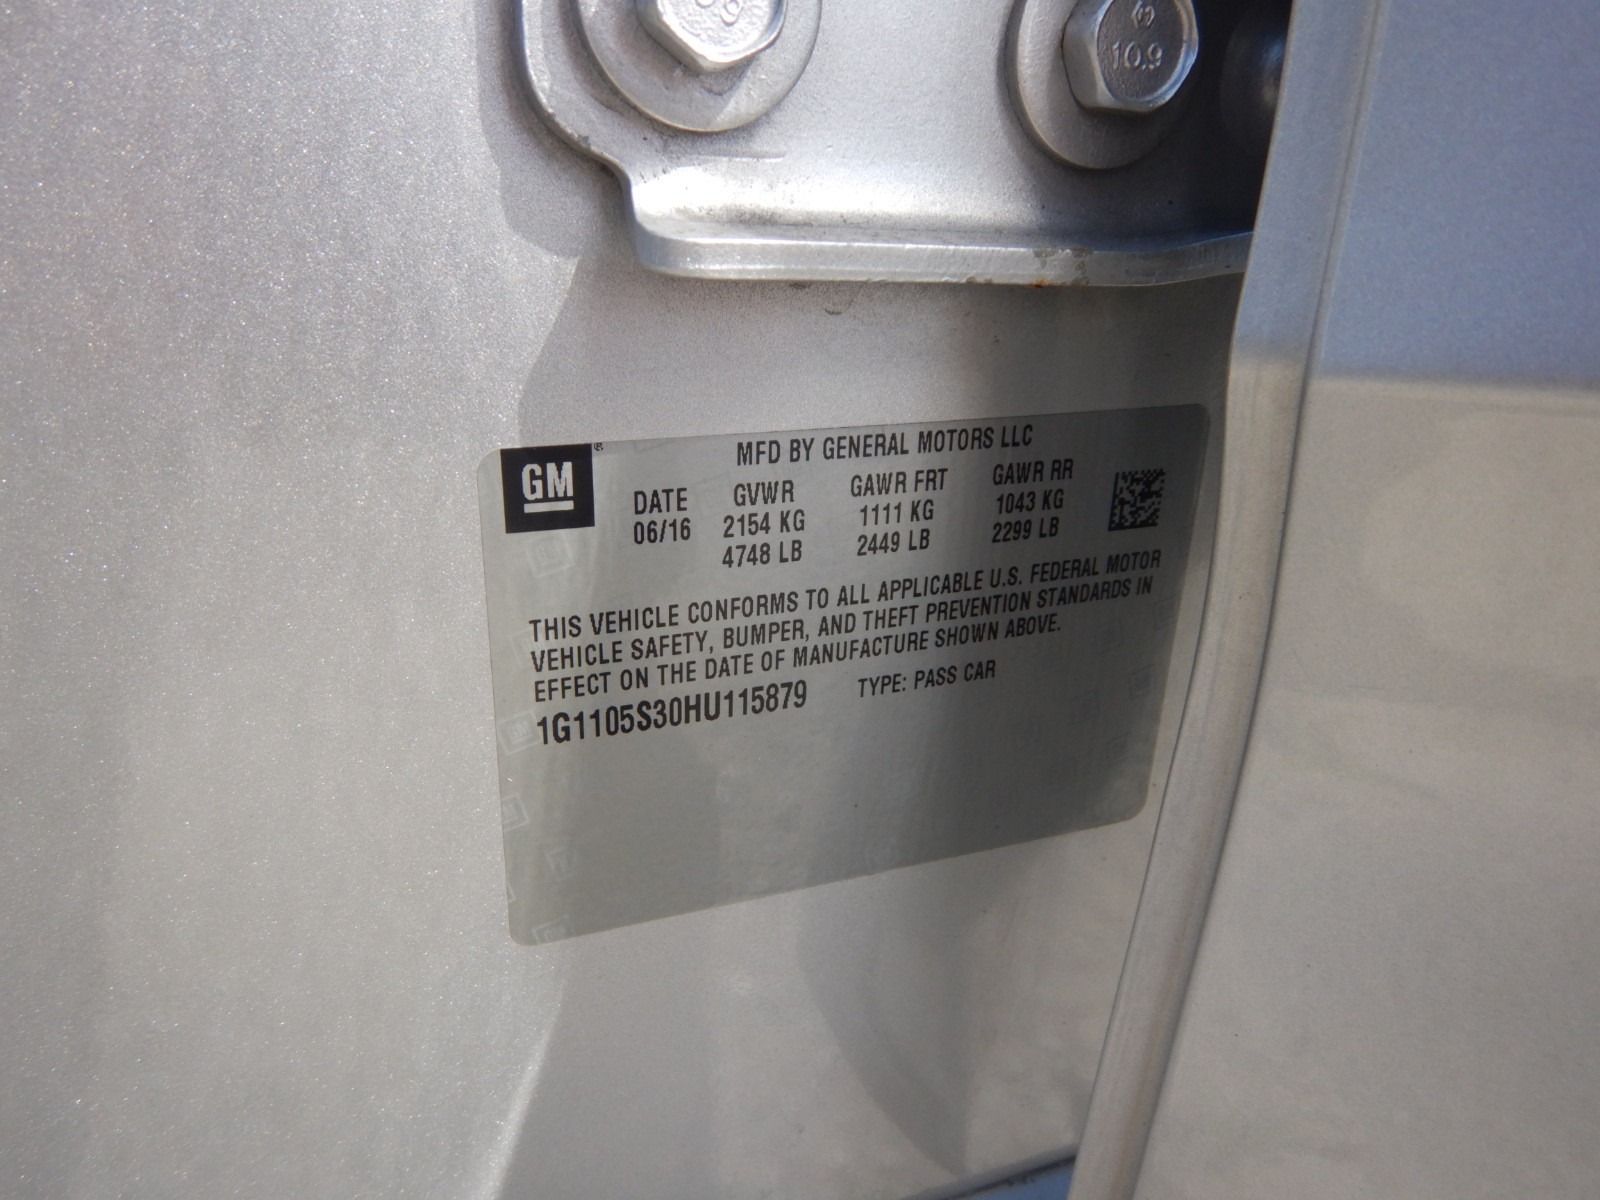 10.9
GM
MFD BY GENERAL MOTORS LLC
DATE GVWR GAWR FRT GAWR RR
06/16 2154 KG 1111 KG 1043 KG
4748 LB 2449 LB 2299 LB
THIS VEHICLE CONFORMS TO ALL APPLICABLE U.S. FEDERAL MOTOR
VEHICLE SAFETY, BUMPER, AND THEFT PREVENTION STANDARDS IN
EFFECT ON THE DATE OF MANUFACTURE SHOWN ABOVE.
1G1105S30HU115879 TYPE: PASS CAR